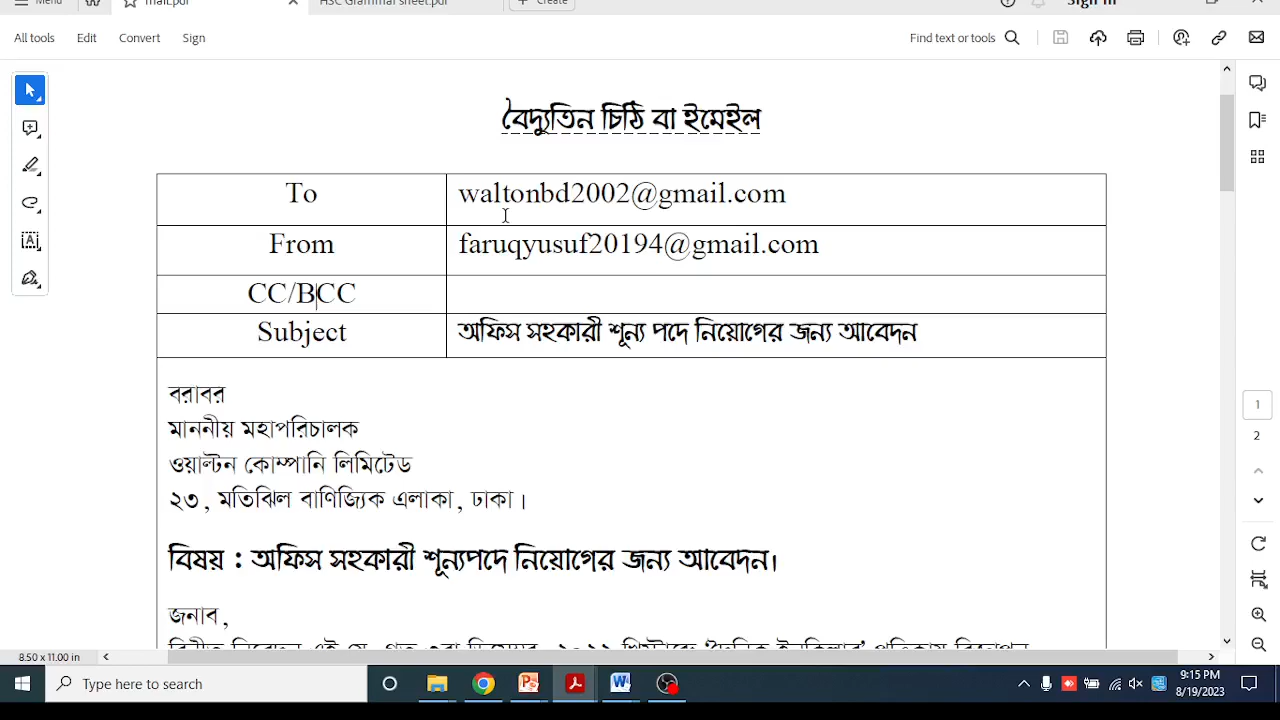 Menu
mail.pdf
HSC Grammar sheet.pdf
Create
Sign in
All tools Edit Convert Sign
Find text or tools
বৈদ্যুতিন চিঠি বা ইমেইল
To waltonbd2002@gmail.com
From faruqyusuf20194@gmail.com
CC/BCC
Subject অফিস সহকারী শূন্য পদে নিয়োগের জন্য আবেদন
বরাবর
মাননীয় মহাপরিচালক
ওয়াল্টন কোম্পানি লিমিটেড
২৩, মতিঝিল বাণিজ্যিক এলাকা, ঢাকা।
বিষয় : অফিস সহকারী শূন্যপদে নিয়োগের জন্য আবেদন।
জনাব,
1
2
8.50 x 11.00 in
Type here to search
9:15 PM
8/19/2023